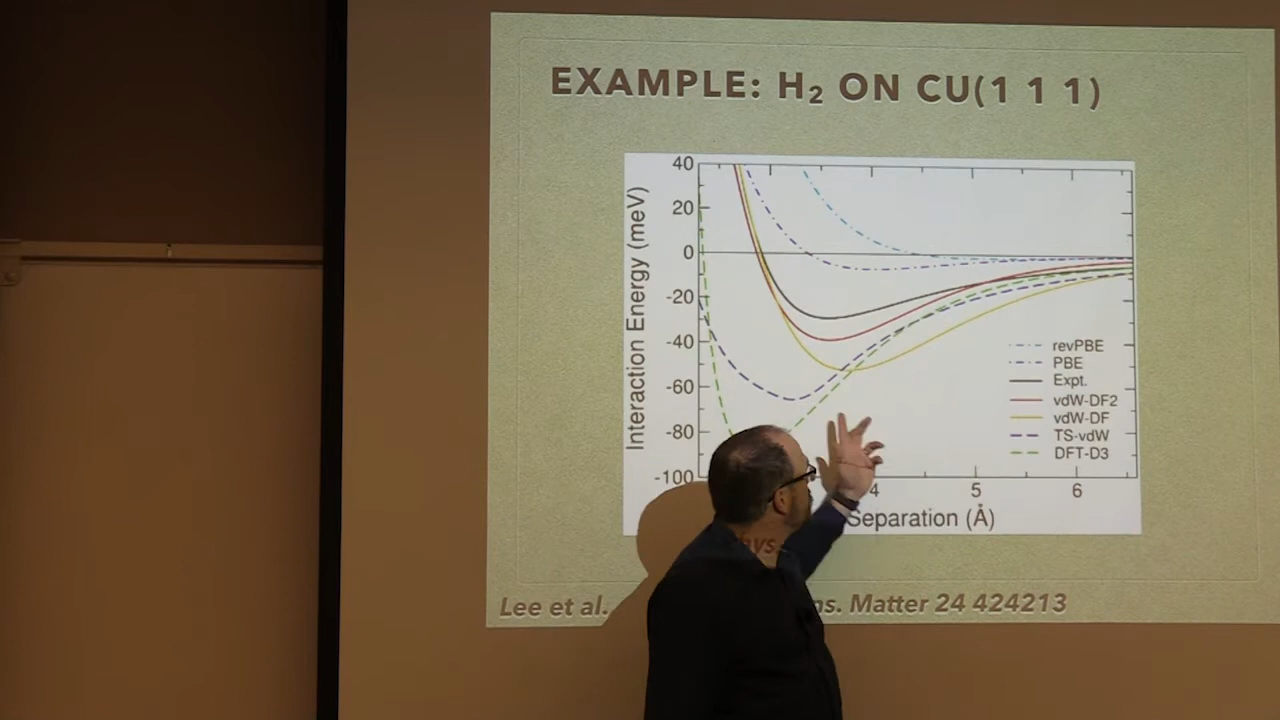 EXAMPLE: H₂ ON CU(1 1 1)
40
20
0
-20
-40
-60
-80
-100
Interaction Energy (meV)
revPBE
PBE
Expt.
vdW-DF2
vdW-DF
TS-vdW
DFT-D3
4 5 6
Separation (Å)
Lee et al. Matter 24 424213